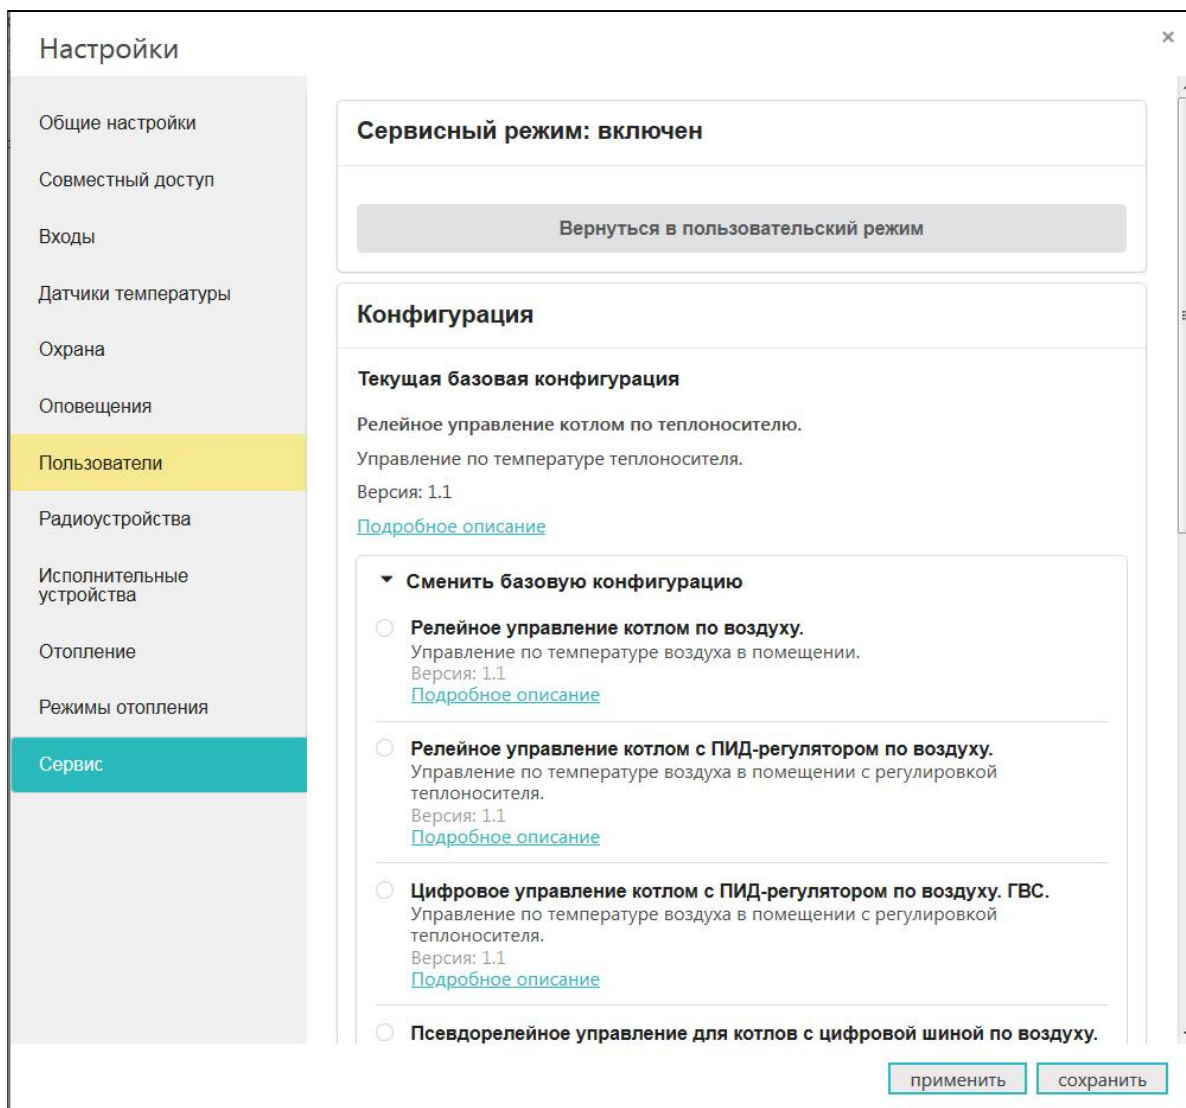 Настройки
×
Общие настройки
Совместный доступ
Входы
Датчики температуры
Охрана
Оповещения
Пользователи
Радиоустройства
Исполнительные
устройства
Отопление
Режимы отопления
Сервис
Сервисный режим: включен
Вернуться в пользовательский режим
Конфигурация
Текущая базовая конфигурация
Релейное управление котлом по теплоносителю.
Управление по температуре теплоносителя.
Версия: 1.1
Подробное описание
Сменить базовую конфигурацию
Релейное управление котлом по воздуху.
Управление по температуре воздуха в помещении.
Версия: 1.1
Подробное описание
Релейное управление котлом с ПИД-регулятором по воздуху.
Управление по температуре воздуха в помещении с регулировкой
теплоносителя.
Версия: 1.1
Подробное описание
Цифровое управление котлом с ПИД-регулятором по воздуху. ГВС.
Управление по температуре воздуха в помещении с регулировкой
теплоносителя.
Версия: 1.1
Подробное описание
Псевдорелейное управление для котлов с цифровой шиной по воздуху.
применить
сохранить